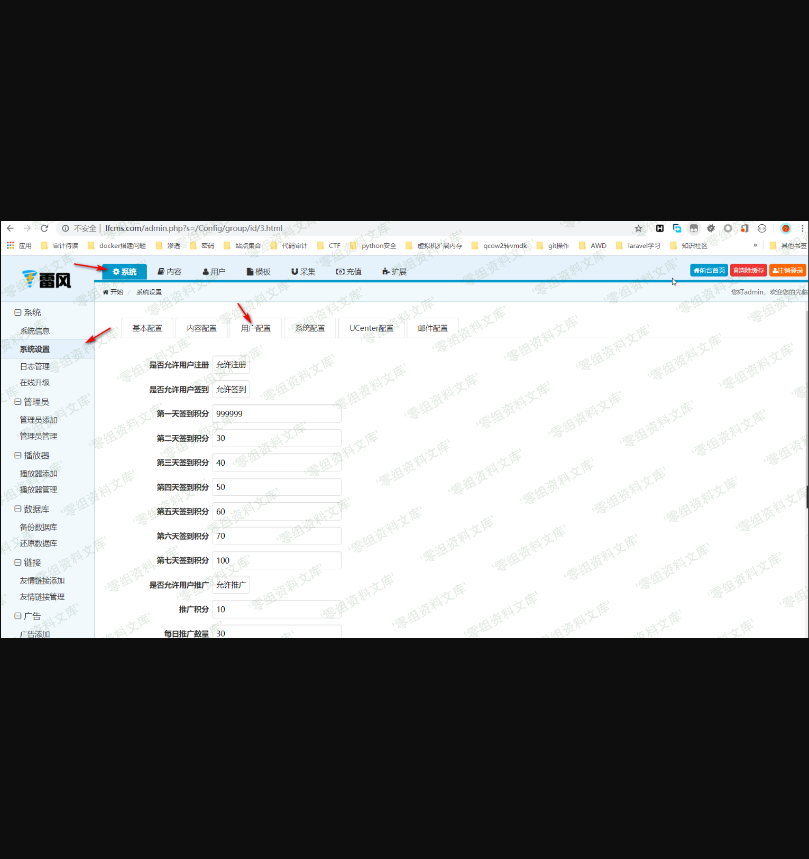 不安全 | lfcms.com/admin.php?s=/Config/group/id/3.html
应用 审计待课 docker搭建问题 渗透 密码 站点集合 代码审计 CTF python安全 虚拟机扩展内存 qcow2转vmdk git操作 AWD laravel学习 知识社区 » 其他书签
雷风
系统 内容 用户 模板 采集 充值 扩展
前台首页 清除缓存 注销登录
开始 系统设置
您好admin，欢迎您的光临
系统
系统信息
系统设置
日志管理
在线升级
管理员
管理员添加
管理员管理
播放器
播放器添加
播放器管理
数据库
备份数据库
还原数据库
链接
友情链接添加
友情链接管理
广告
广告添加
基本配置 内容配置 用户配置 系统配置 UCenter配置 邮件配置
是否允许用户注册 允许注册
是否允许用户签到 允许签到
第一天签到积分 999999
第二天签到积分 30
第三天签到积分 40
第四天签到积分 50
第五天签到积分 60
第六天签到积分 70
第七天签到积分 100
是否允许用户推广 允许推广
推广积分 10
每日推广数量 30
零组资料文库